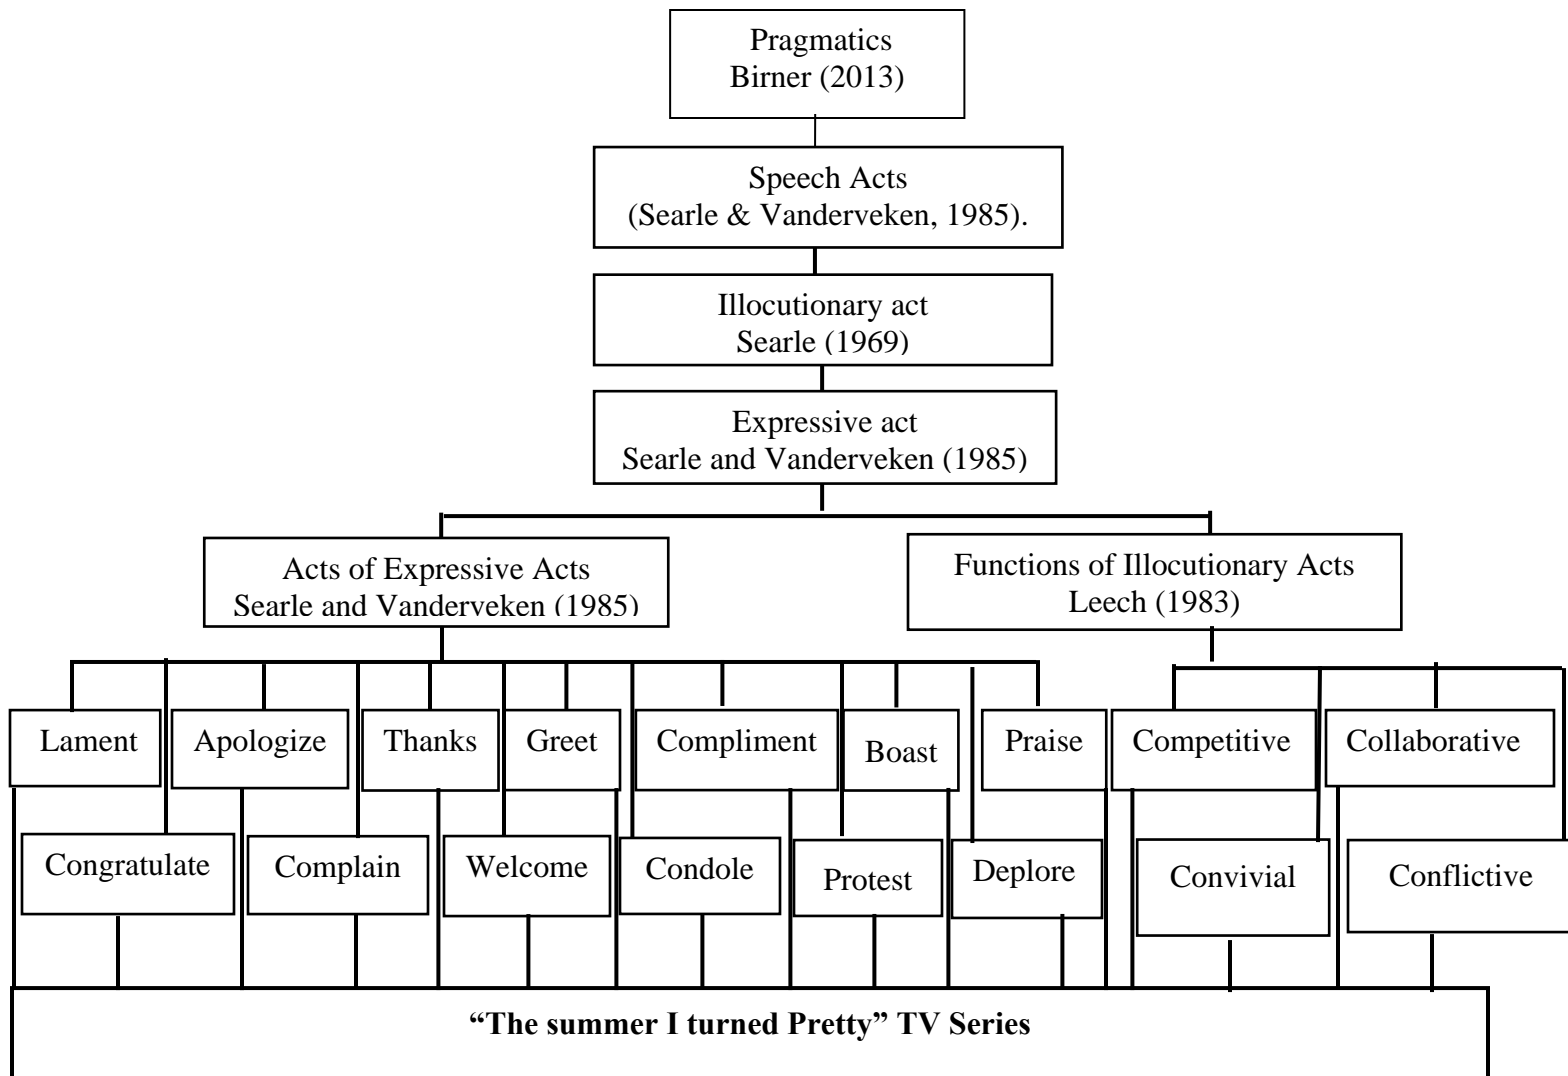 Pragmatics
Birner (2013)
Speech Acts
(Searle & Vanderveken, 1985).
Illocutionary act
Searle (1969)
Expressive act
Searle and Vanderveken (1985)
Acts of Expressive Acts
Searle and Vanderveken (1985)
Functions of Illocutionary Acts
Leech (1983)
Lament
Apologize
Thanks
Greet
Compliment
Boast
Praise
Competitive
Collaborative
Congratulate
Complain
Welcome
Condole
Protest
Deplore
Convivial
Conflictive
“The summer I turned Pretty” TV Series